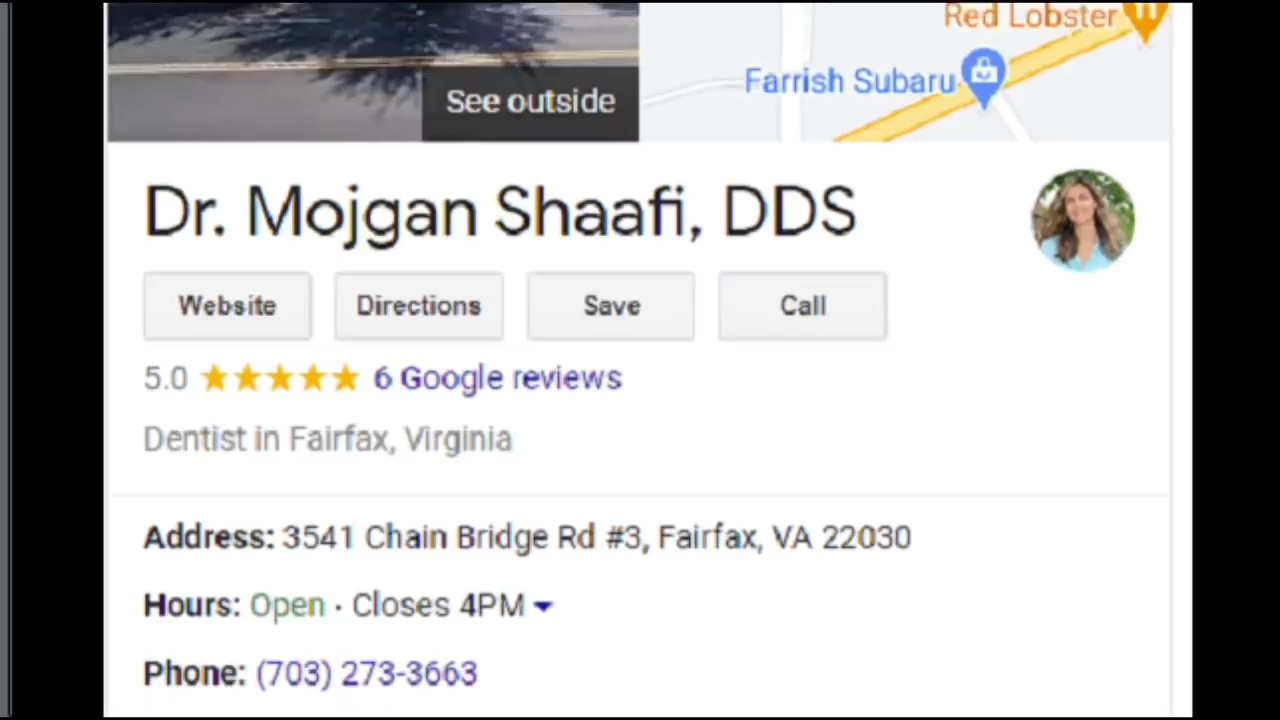 Red Lobster
Farrish Subaru
See outside
Dr. Mojgan Shaafi, DDS
Website Directions Save Call
5.0 6 Google reviews
Dentist in Fairfax, Virginia
Address: 3541 Chain Bridge Rd #3, Fairfax, VA 22030
Hours: Open · Closes 4PM
Phone: (703) 273-3663